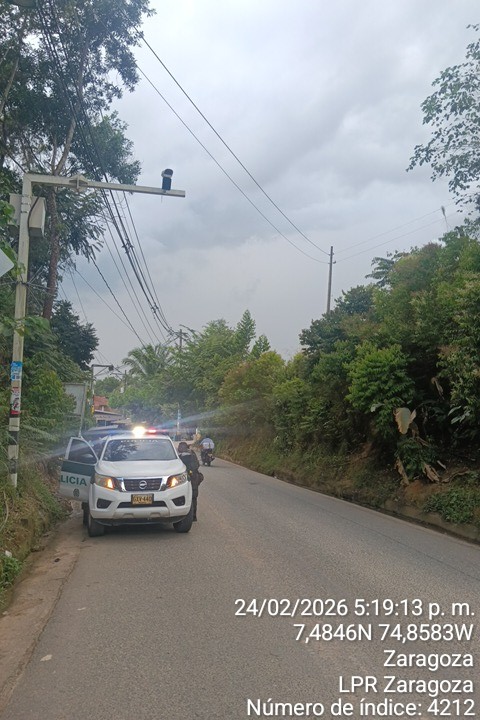 LICIA
24/02/2026 5:19:13 p. m.
7,4846N 74,8583W
Zaragoza
LPR Zaragoza
Número de índice: 4212